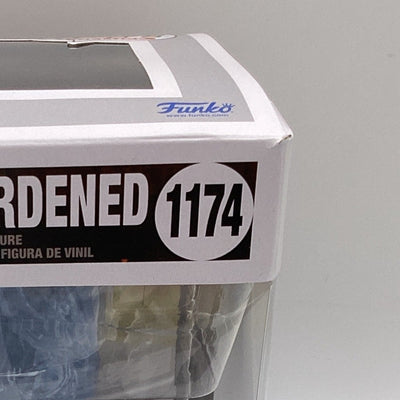 Funko
www.funko.com
RDENED 1174
URE
FIGURA DE VINIL